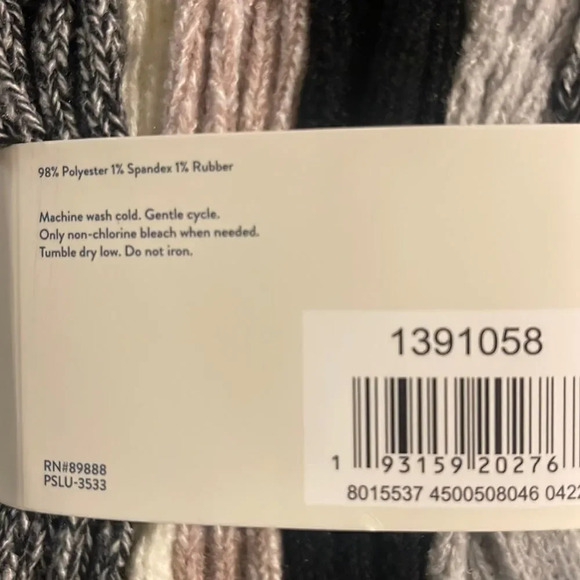 98% Polyester 1% Spandex 1% Rubber
Machine wash cold. Gentle cycle.
Only non-chlorine bleach when needed.
Tumble dry low. Do not iron.
RN#89888
PSLU-3533
1391058
1 93159 20276
8015537 4500508046 0422